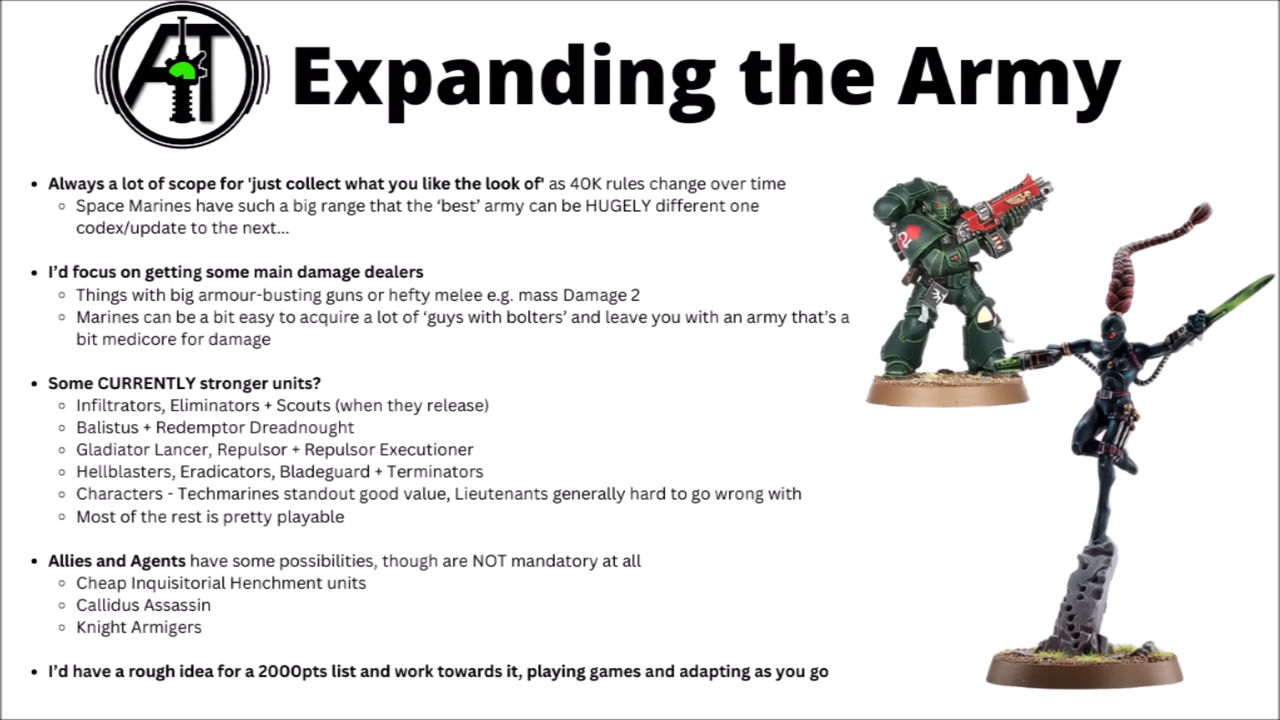 AT
Expanding the Army
• Always a lot of scope for 'just collect what you like the look of' as 40K rules change over time
◦ Space Marines have such a big range that the ‘best’ army can be HUGELY different one
codex/update to the next...
• I’d focus on getting some main damage dealers
◦ Things with big armour-busting guns or hefty melee e.g. mass Damage 2
◦ Marines can be a bit easy to acquire a lot of ‘guys with bolters’ and leave you with an army that’s a
bit medicore for damage
• Some CURRENTLY stronger units?
◦ Infiltrators, Eliminators + Scouts (when they release)
◦ Balistus + Redemptor Dreadnought
◦ Gladiator Lancer, Repulsor + Repulsor Executioner
◦ Hellblasters, Eradicators, Bladeguard + Terminators
◦ Characters - Techmarines standout good value, Lieutenants generally hard to go wrong with
◦ Most of the rest is pretty playable
• Allies and Agents have some possibilities, though are NOT mandatory at all
◦ Cheap Inquisitorial Henchment units
◦ Callidus Assassin
◦ Knight Armigers
• I’d have a rough idea for a 2000pts list and work towards it, playing games and adapting as you go